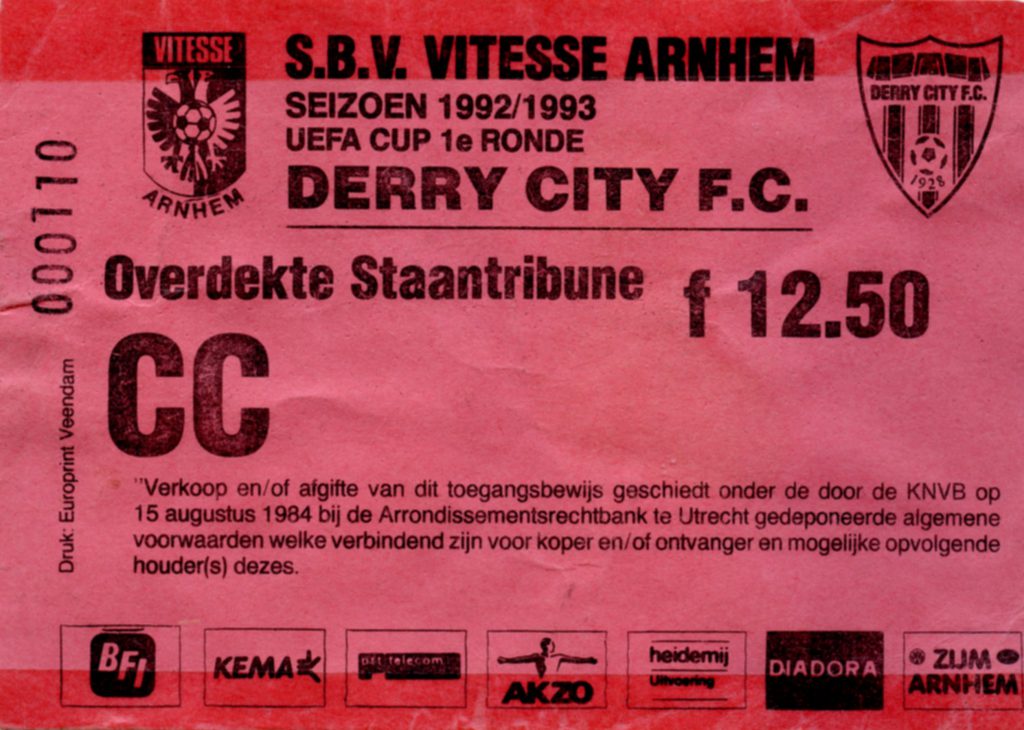 VITESSE
ARNHEM
S.B.V. VITESSE ARNHEM
SEIZOEN 1992/1993
UEFA CUP 1e RONDE
DERRY CITY F.C.
DERRY CITY F.C.
1928
000110
Overdekte Staantribune
f 12.50
CC
Druk: Europrint Veendam
"Verkoop en/of afgifte van dit toegangsbewijs geschiedt onder de door de KNVB op
15 augustus 1984 bij de Arrondissementsrechtbank te Utrecht gedeponeerde algemene
voorwaarden welke verbindend zijn voor koper en/of ontvanger en mogelijke opvolgende
houder(s) dezes.
BFI
KEMA
ptt telecom
AKZO
heidemij
Uitvoering
DIADORA
ZIJM
ARNHEM